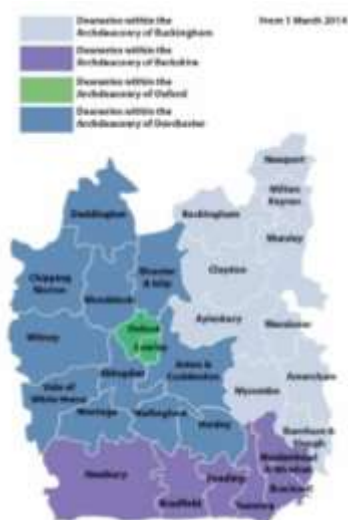 Deaneries within the
Archdeaconry of Buckingham
From 1 March 2014
Deaneries within the
Archdeaconry of Berkshire
Deaneries within the
Archdeaconry of Oxford
Deaneries within the
Archdeaconry of Dorchester
Newport
Milton
Keynes
Deddington
Buckingham
Mursley
Chipping
Norton
Bicester
& Islip
Claydon
Woodstock
Aylesbury
Wendover
Witney
Oxford
Cowley
Aston &
Cuddesdon
Abingdon
Amersham
Wycombe
Vale of
White Horse
Wantage
Wallingford
Henley
Burnham &
Slough
Maidenhead
& Windsor
Newbury
Reading
Bracknell
Bradfield
Sonning